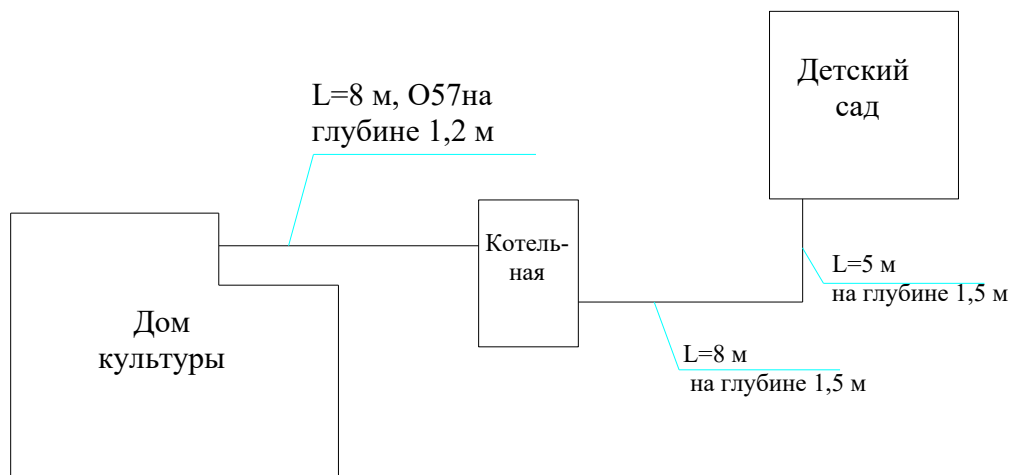 Детский
сад
L=8 м, О57на
глубине 1,2 м
Котель-
ная
L=5 м
на глубине 1,5 м
Дом
культуры
L=8 м
на глубине 1,5 м